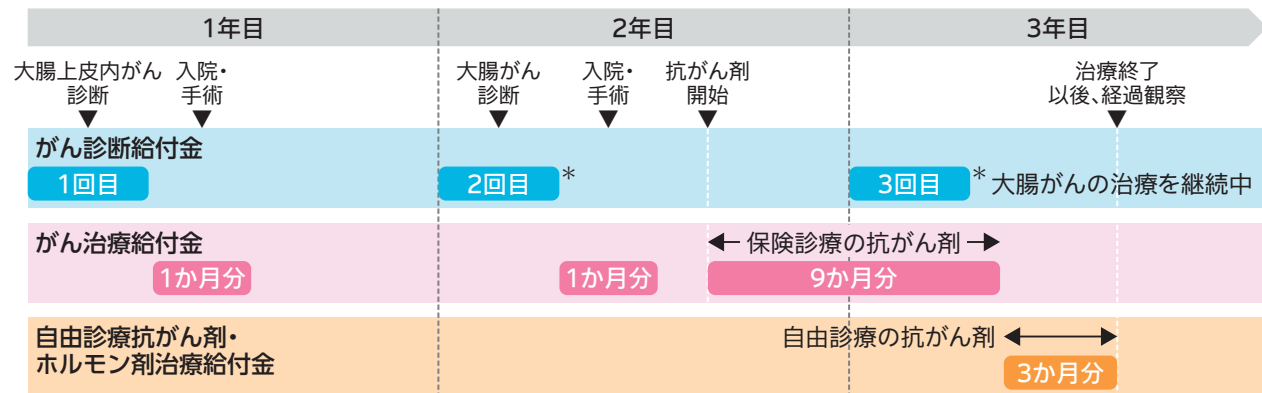 1年目
2年目
3年目
大腸上皮内がん
診断
入院・
手術
大腸がん
診断
入院・
手術
抗がん剤
開始
治療終了
以後、経過観察
がん診断給付金
1回目
2回目 *
3回目 * 大腸がんの治療を継続中
がん治療給付金
保険診療の抗がん剤
1か月分
1か月分
9か月分
自由診療抗がん剤・
ホルモン剤治療給付金
自由診療の抗がん剤
3か月分